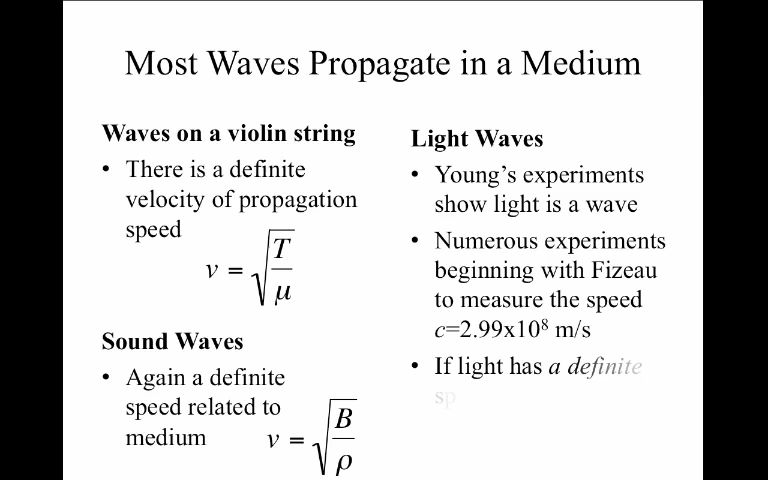 Most Waves Propagate in a Medium
Waves on a violin string
• There is a definite
velocity of propagation
speed
v = √(T/μ)
Sound Waves
• Again a definite
speed related to
medium
v = √(B/ρ)
Light Waves
• Young's experiments
show light is a wave
• Numerous experiments
beginning with Fizeau
to measure the speed
c=2.99x10⁸ m/s
• If light has a definite
sp